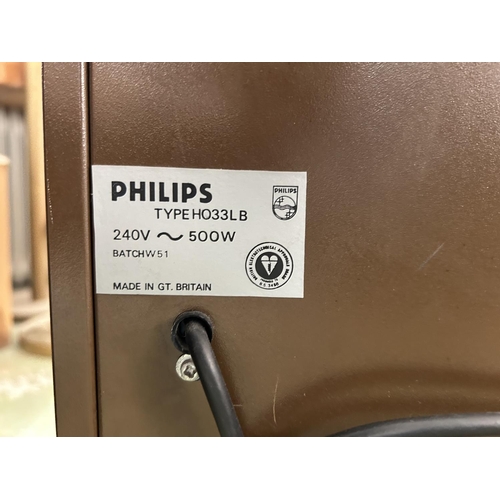 PHILIPS
PHILIPS
TYPE HO33LB
240V ~ 500W
BATCH W51
MADE IN GT. BRITAIN